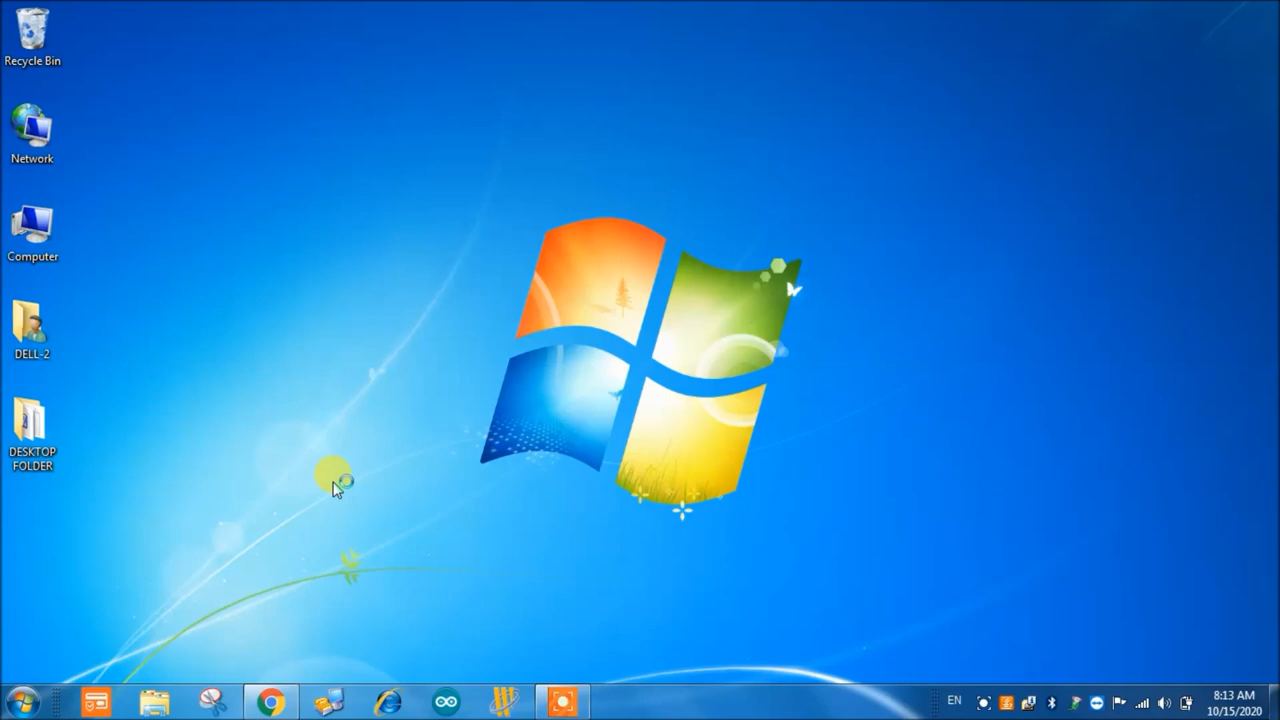 Recycle Bin
Network
Computer
DELL-2
DESKTOP
FOLDER
EN
8:13 AM
10/15/2020